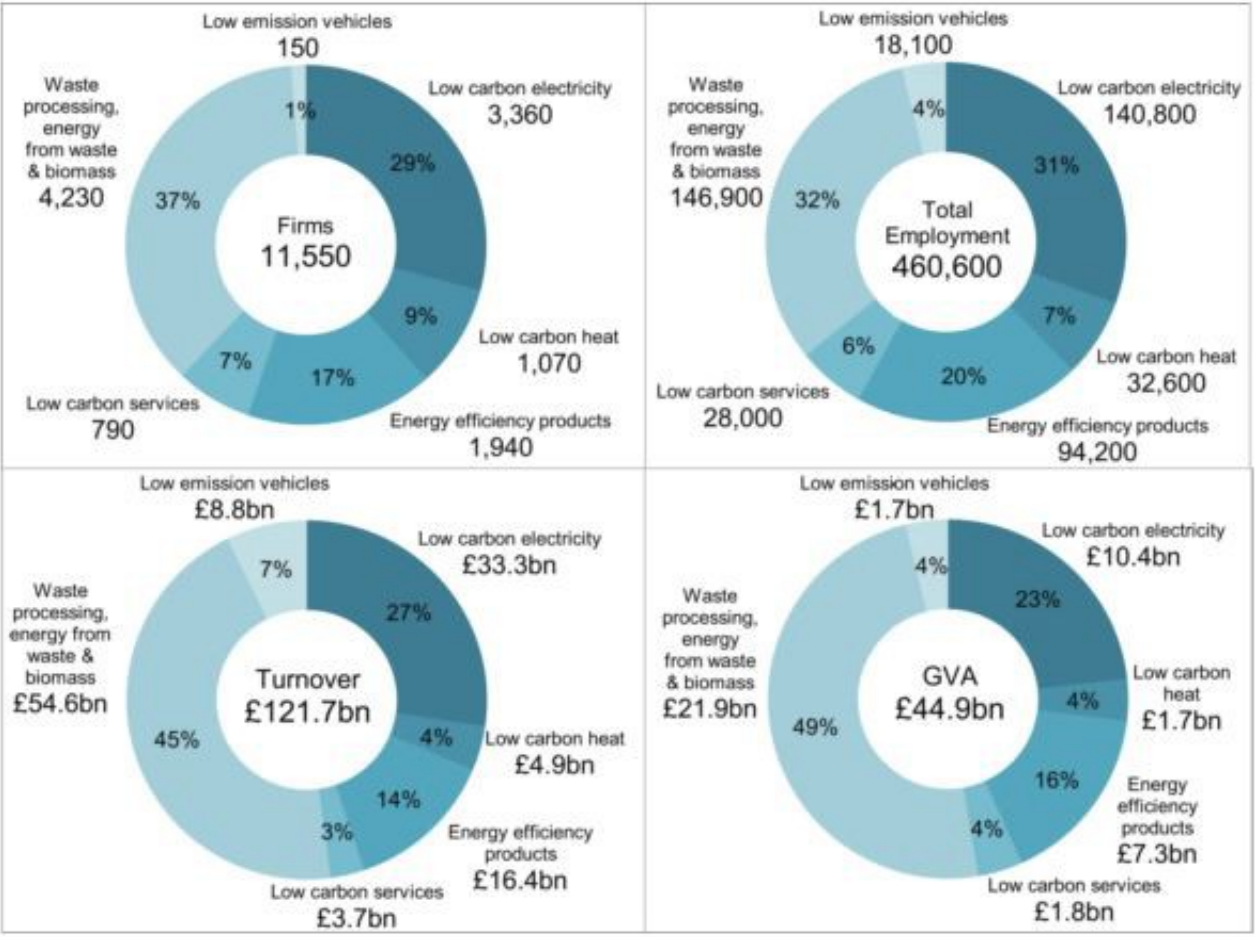 Low emission vehicles
150
Waste
processing,
energy
from waste
& biomass
4,230
1%
Low carbon electricity
3,360
29%
37%
Firms
11,550
9%
Low carbon heat
1,070
7%
17%
Low carbon services
790
Energy efficiency products
1,940
Low emission vehicles
18,100
Waste
processing,
energy
from waste
& biomass
146,900
4%
Low carbon electricity
140,800
31%
32%
Total
Employment
460,600
7%
6%
Low carbon heat
32,600
20%
Low carbon services
28,000
Energy efficiency products
94,200
Low emission vehicles
£8.8bn
Low carbon electricity
£33.3bn
7%
Waste
processing,
energy from
waste &
biomass
£54.6bn
27%
Turnover
£121.7bn
45%
4%
Low carbon heat
£4.9bn
14%
3%
Energy efficiency
products
£16.4bn
Low carbon services
£3.7bn
Low emission vehicles
£1.7bn
Low carbon electricity
£10.4bn
4%
Waste
processing,
energy
from waste
& biomass
£21.9bn
23%
GVA
£44.9bn
49%
4%
Low carbon
heat
£1.7bn
16%
Energy
efficiency
products
£7.3bn
4%
Low carbon services
£1.8bn